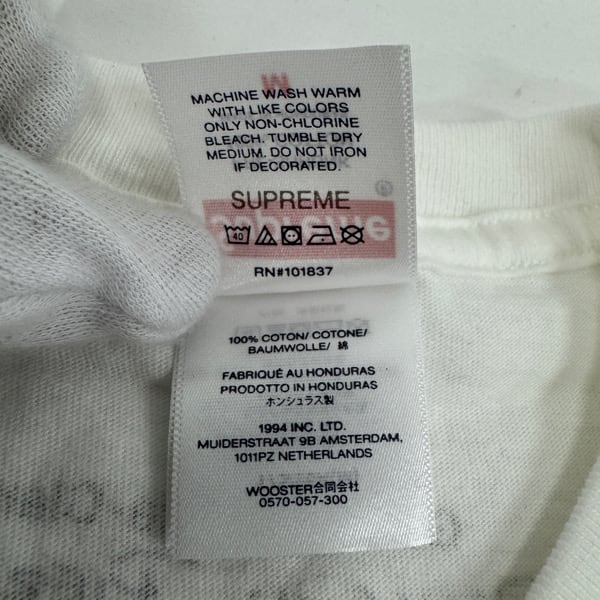 MACHINE WASH WARM
WITH LIKE COLORS
ONLY NON-CHLORINE
BLEACH. TUMBLE DRY
MEDIUM. DO NOT IRON
IF DECORATED.
SUPREME
40
RN#101837
100% COTON/ COTONE/
BAUMWOLLE/ 綿
FABRIQUÉ AU HONDURAS
PRODOTTO IN HONDURAS
ホンジュラス製
1994 INC. LTD.
MUIDERSTRAAT 9B AMSTERDAM,
1011PZ NETHERLANDS
WOOSTER合同会社
0570-057-300